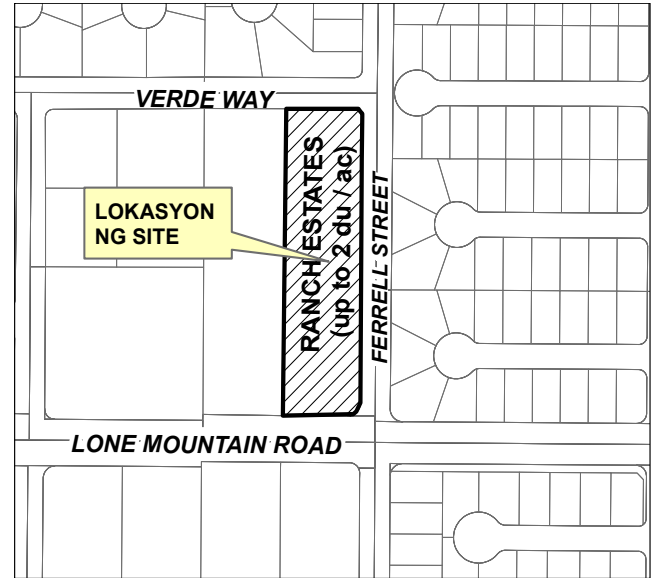 VERDE WAY
LOKASYON
NG SITE
RANCH ESTATES
(up to 2 du / ac)
FERRELL STREET
LONE MOUNTAIN ROAD